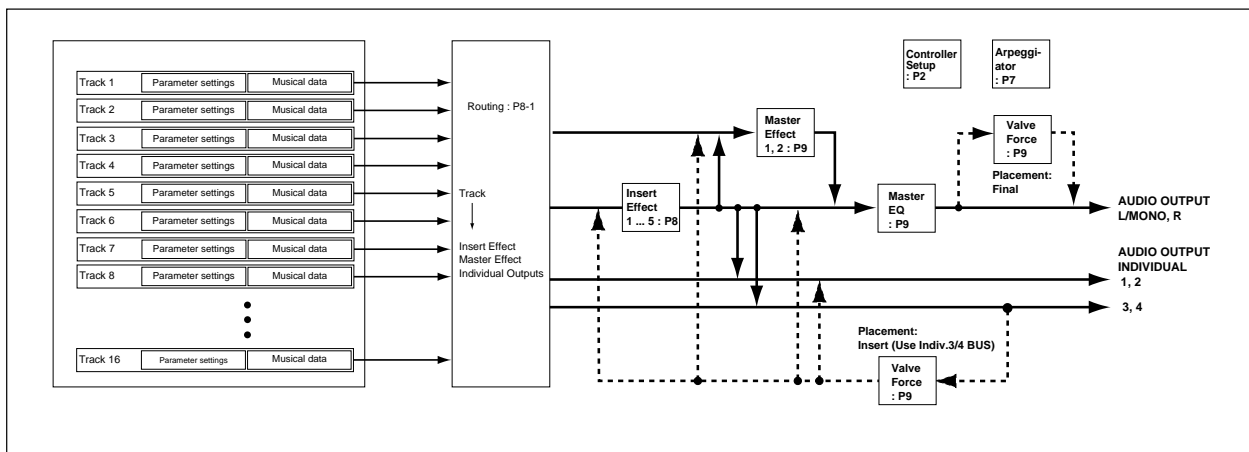 Track 1 Parameter settings Musical data
Track 2 Parameter settings Musical data
Track 3 Parameter settings Musical data
Track 4 Parameter settings Musical data
Track 5 Parameter settings Musical data
Track 6 Parameter settings Musical data
Track 7 Parameter settings Musical data
Track 8 Parameter settings Musical data
Track 16 Parameter settings Musical data
Routing : P8-1
Track
Insert Effect
Master Effect
Individual Outputs
Insert
Effect
1 ... 5 : P8
Master
Effect
1, 2 : P9
Master
EQ
: P9
Controller
Setup
: P2
Arpeggi-
ator
: P7
Valve
Force
: P9
Placement:
Final
AUDIO OUTPUT
L/MONO, R
AUDIO OUTPUT
INDIVIDUAL
1, 2
3, 4
Placement:
Insert (Use Indiv.3/4 BUS)
Valve
Force
: P9